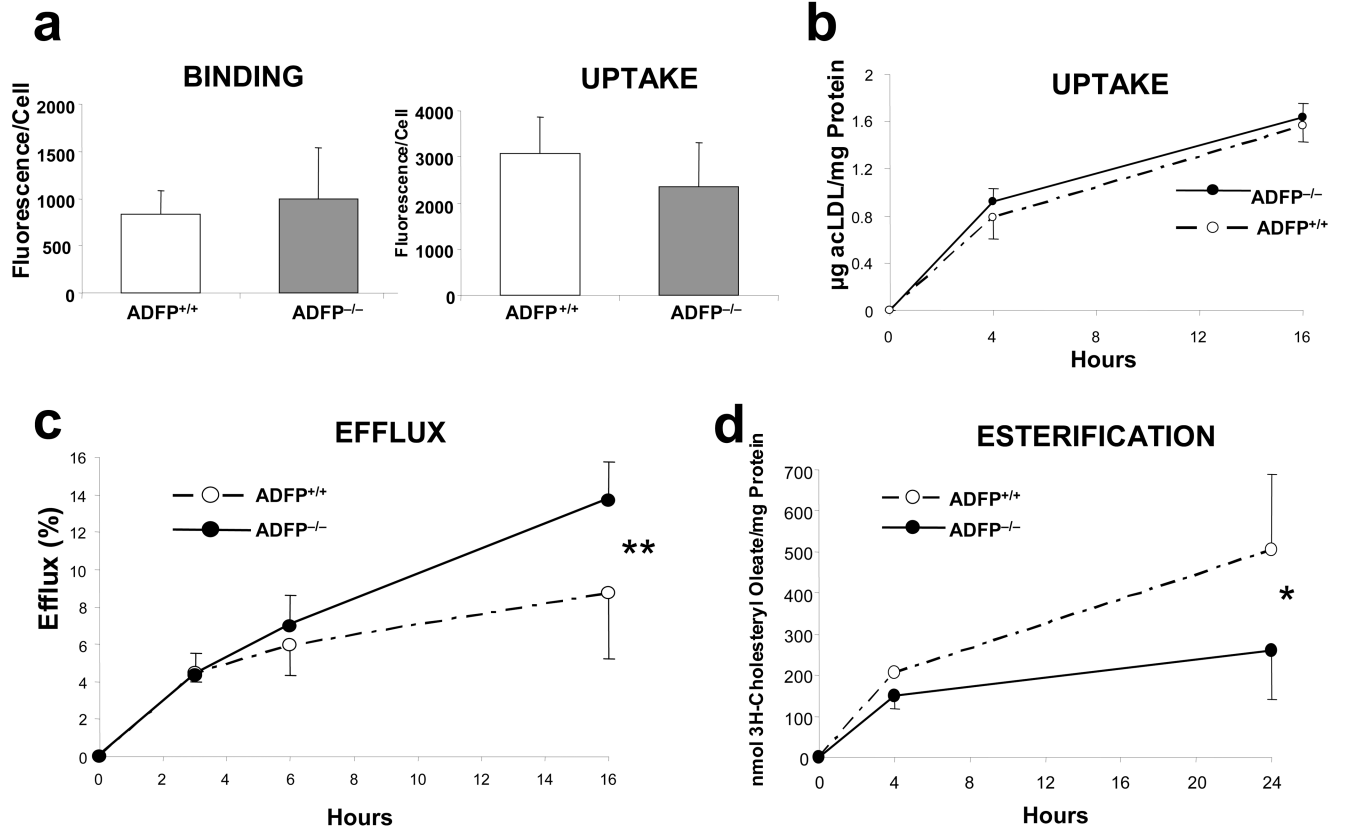 a
BINDING
Fluorescence/Cell
2000
1500
1000
500
0
ADFP+/+
ADFP–/–
UPTAKE
Fluorescence/Cell
4000
3000
2000
1000
0
ADFP+/+
ADFP–/–
b
UPTAKE
µg acLDL/mg Protein
2
1.6
1.2
0.8
0.4
0
0 4 8 12 16
Hours
ADFP–/–
ADFP+/+
c
EFFLUX
Efflux (%)
16
14
12
10
8
6
4
2
0
0 2 4 6 8 10 12 14 16
Hours
ADFP+/+
ADFP–/–
**
d
ESTERIFICATION
nmol 3H-Cholesteryl Oleate/mg Protein
700
600
500
400
300
200
100
0
0 4 8 12 16 20 24
Hours
ADFP+/+
ADFP–/–
*